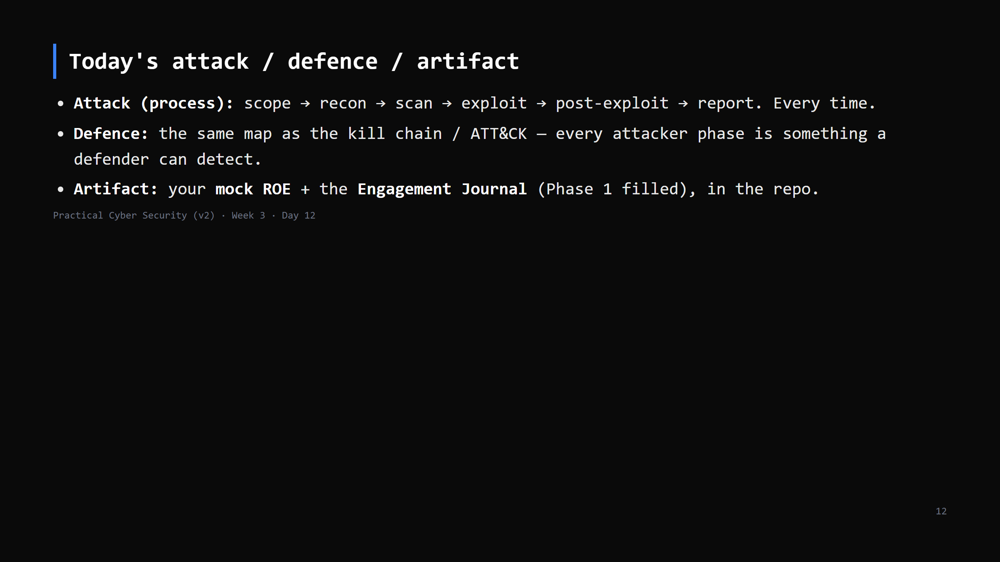 Today's attack / defence / artifact
• Attack (process): scope → recon → scan → exploit → post-exploit → report. Every time.
• Defence: the same map as the kill chain / ATT&CK — every attacker phase is something a
defender can detect.
• Artifact: your mock ROE + the Engagement Journal (Phase 1 filled), in the repo.
Practical Cyber Security (v2) · Week 3 · Day 12
12